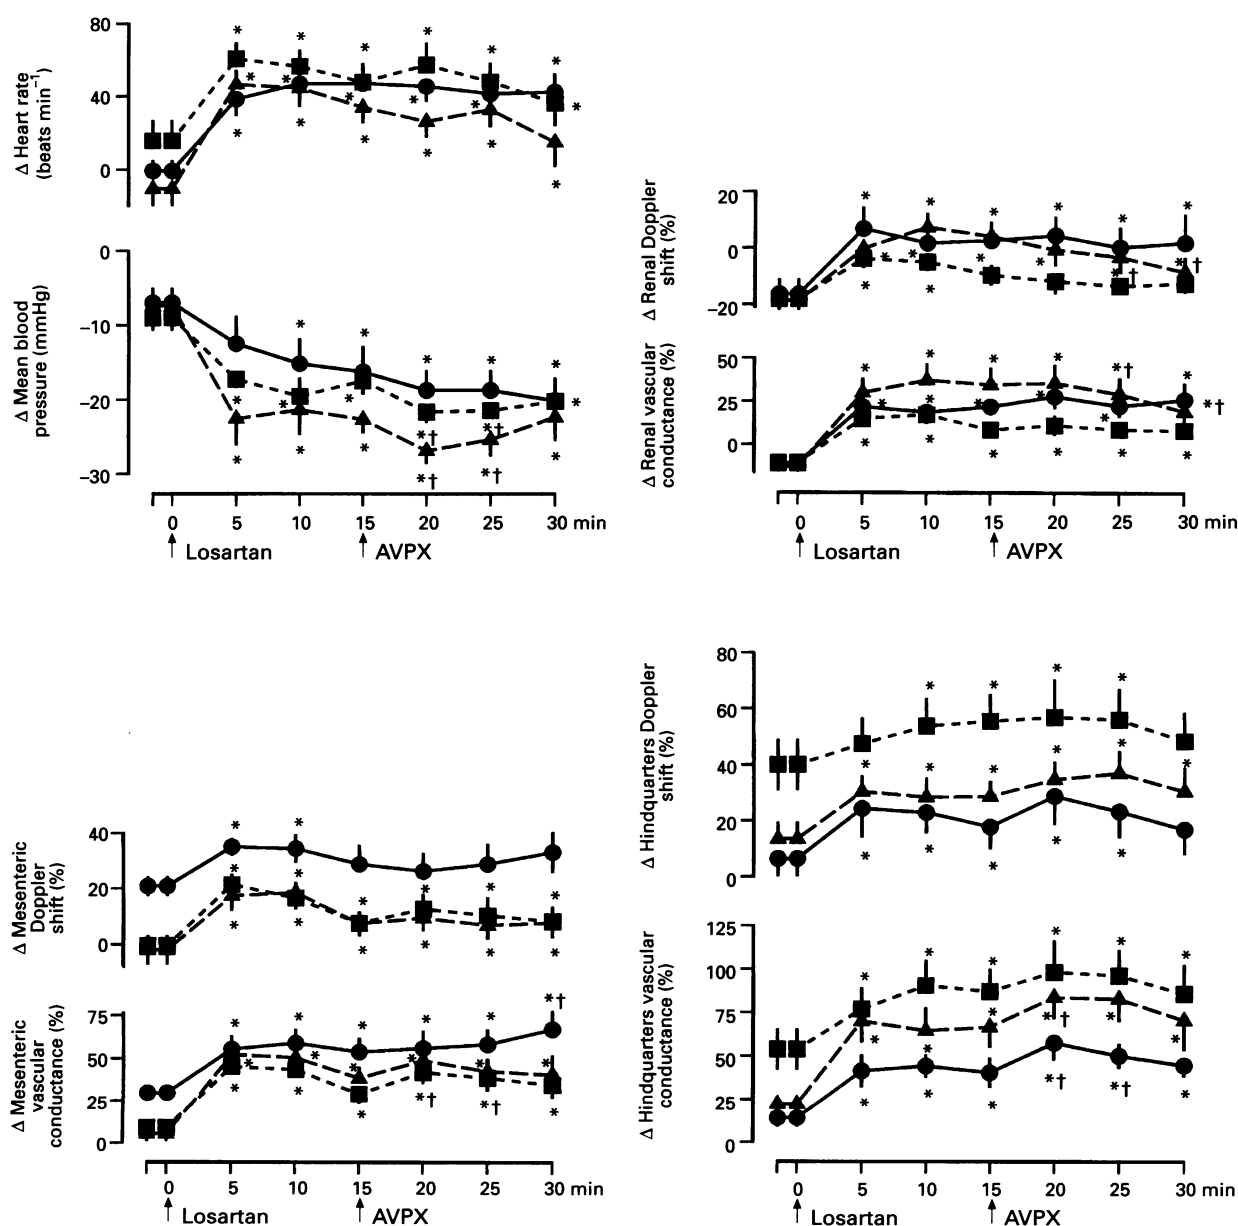 Δ Heart rate
(beats min⁻¹)
80
40
0
* * * * * *
* * * * *
* * * * * *
Δ Mean blood
pressure (mmHg)
0
−10
−20
−30
* * * * *
* * * *† *† *
* * * *† *† *
0 5 10 15 20 25 30 min
↑ Losartan ↑ AVPX
Δ Renal Doppler
shift (%)
20
0
−20
* * * * * *
* * * * *† *†
* *
Δ Renal vascular
conductance (%)
50
25
0
* * * * *† *
* * * * * *†
* * * * * *
0 5 10 15 20 25 30 min
↑ Losartan ↑ AVPX
Δ Mesenteric
Doppler
shift (%)
40
20
0
* *
* * * * * *
* * * * * *
Δ Mesenteric
vascular
conductance (%)
75
50
25
0
* * * * * *†
* * * * * *
* * * *† *† *
0 5 10 15 20 25 30 min
↑ Losartan ↑ AVPX
Δ Hindquarters Doppler
shift (%)
80
60
40
20
0
* * * *
* * * * * *
* * * * *
Δ Hindquarters vascular
conductance (%)
125
100
75
50
25
0
* * * * * *
* * * *† * *
* * * *† *† *
0 5 10 15 20 25 30 min
↑ Losartan ↑ AVPX